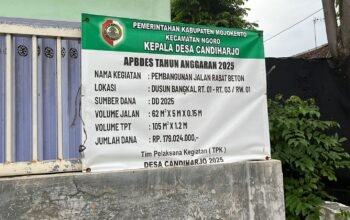 PEMERINTAHAN KABUPATEN MOJOKERTO
KECAMATAN NGORO
KEPALA DESA CANDIHARJO
APBDES TAHUN ANGGARAN 2025
NAMA KEGIATAN : PEMBANGUNAN JALAN RABAT BETON
LOKASI : DUSUN BANGKAL RT. 01 - RT. 03 / RW. 01
SUMBER DANA : DD 2025
VOLUME JALAN : 62 M² X 5 M X 0.15 M
VOLUME TPT : 105 M² X 1.2 M
JUMLAH DANA : RP. 179.024.000,-
Tim Pelaksana Kegiatan ( TPK )
DESA CANDIHARJO 2025